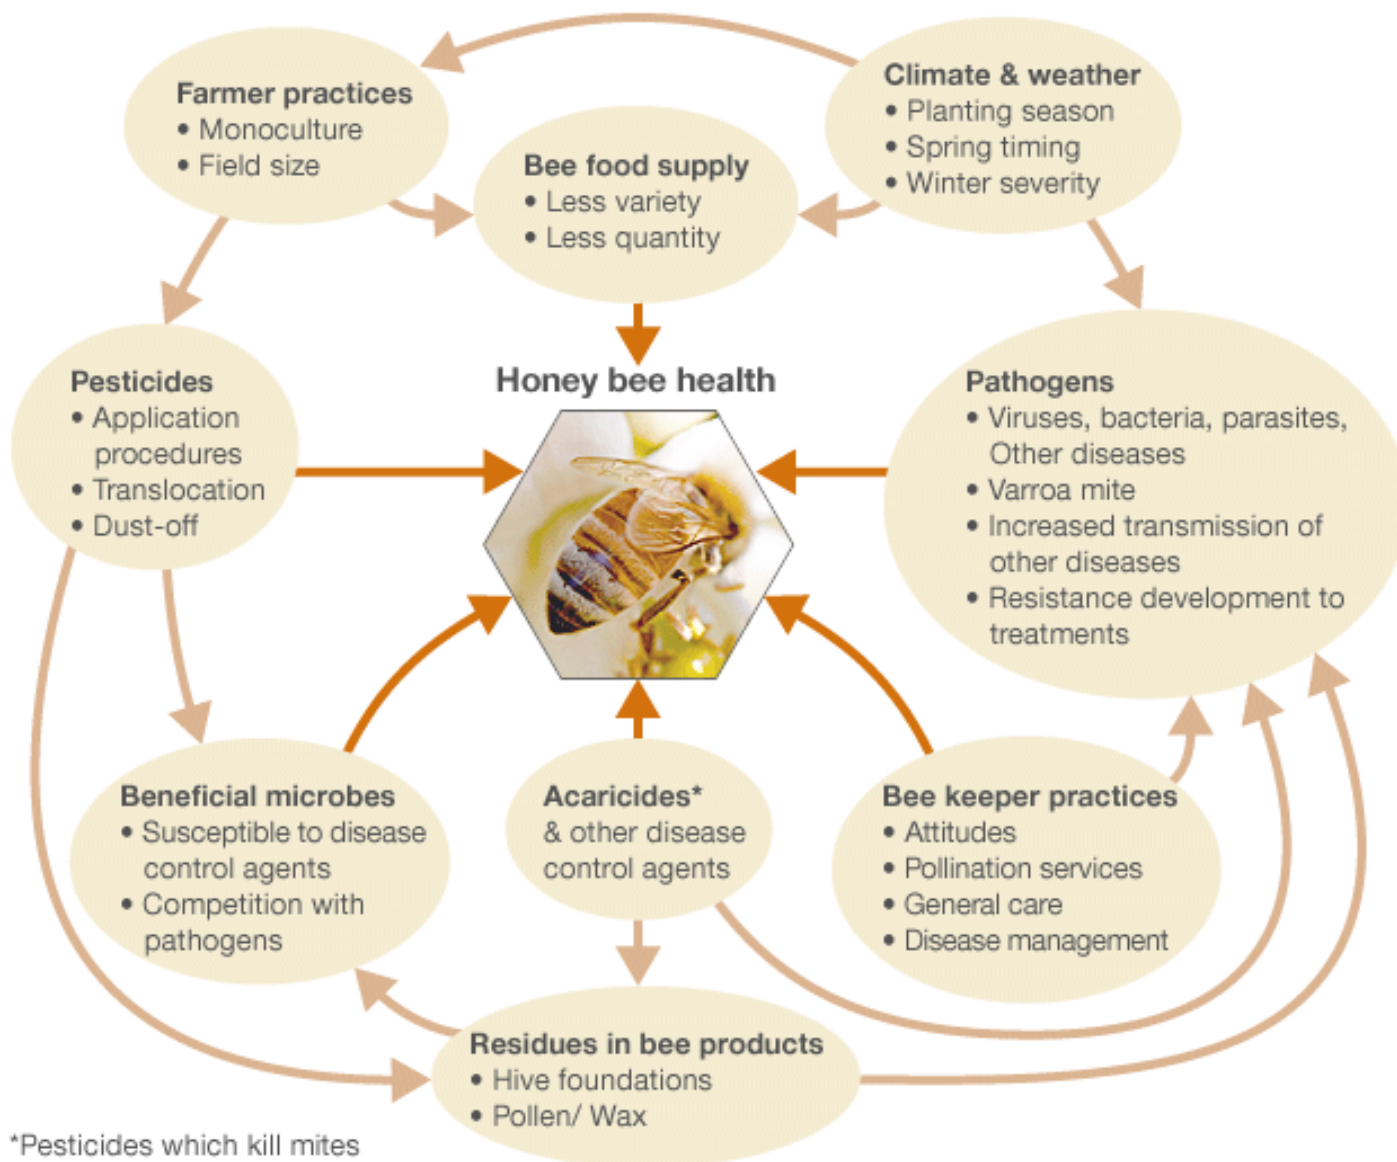 Farmer practices
• Monoculture
• Field size
Climate & weather
• Planting season
• Spring timing
• Winter severity
Bee food supply
• Less variety
• Less quantity
Honey bee health
Pesticides
• Application
procedures
• Translocation
• Dust-off
Pathogens
• Viruses, bacteria, parasites,
Other diseases
• Varroa mite
• Increased transmission of
other diseases
• Resistance development to
treatments
Beneficial microbes
• Susceptible to disease
control agents
• Competition with
pathogens
Acaricides*
& other disease
control agents
Bee keeper practices
• Attitudes
• Pollination services
• General care
• Disease management
Residues in bee products
• Hive foundations
• Pollen/ Wax
*Pesticides which kill mites